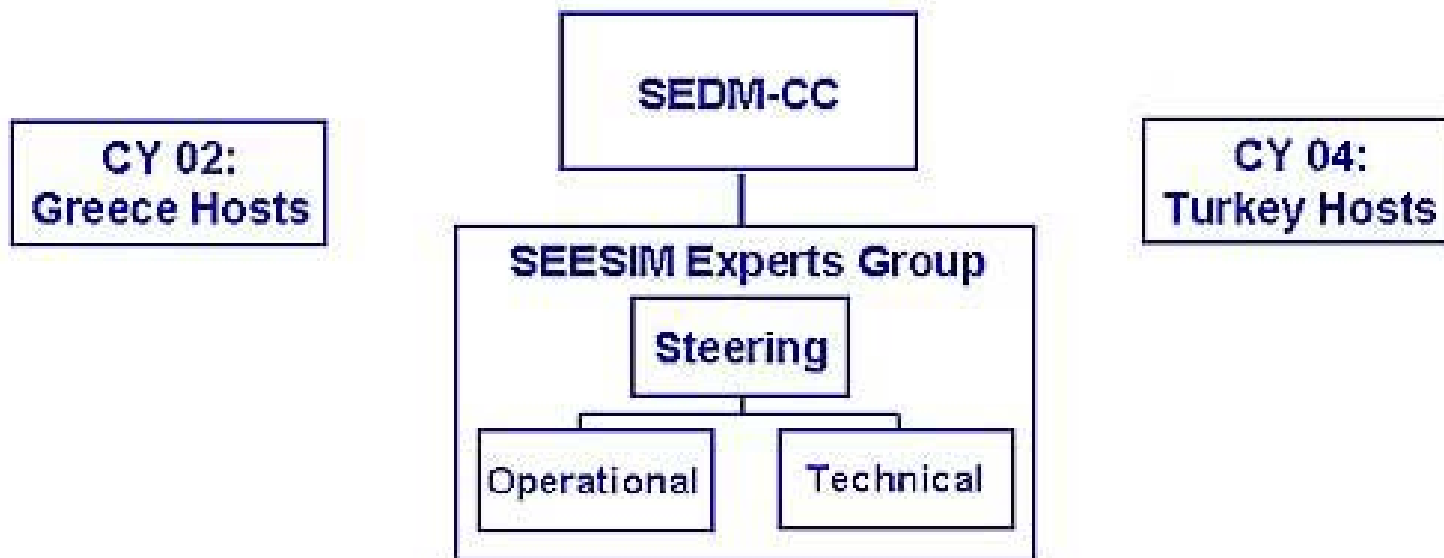 SEDM-CC
CY 02:
Greece Hosts
CY 04:
Turkey Hosts
SEESIM Experts Group
Steering
Operational
Technical